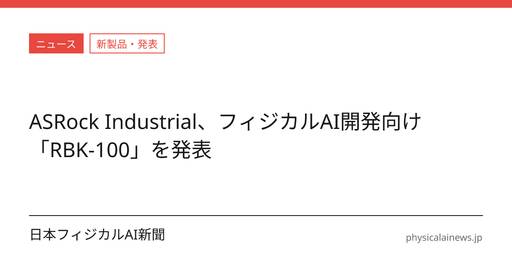 ニュース
新製品・発表
ASRock Industrial、フィジカルAI開発向け
「RBK-100」を発表
日本フィジカルAI新聞
physicalainews.jp